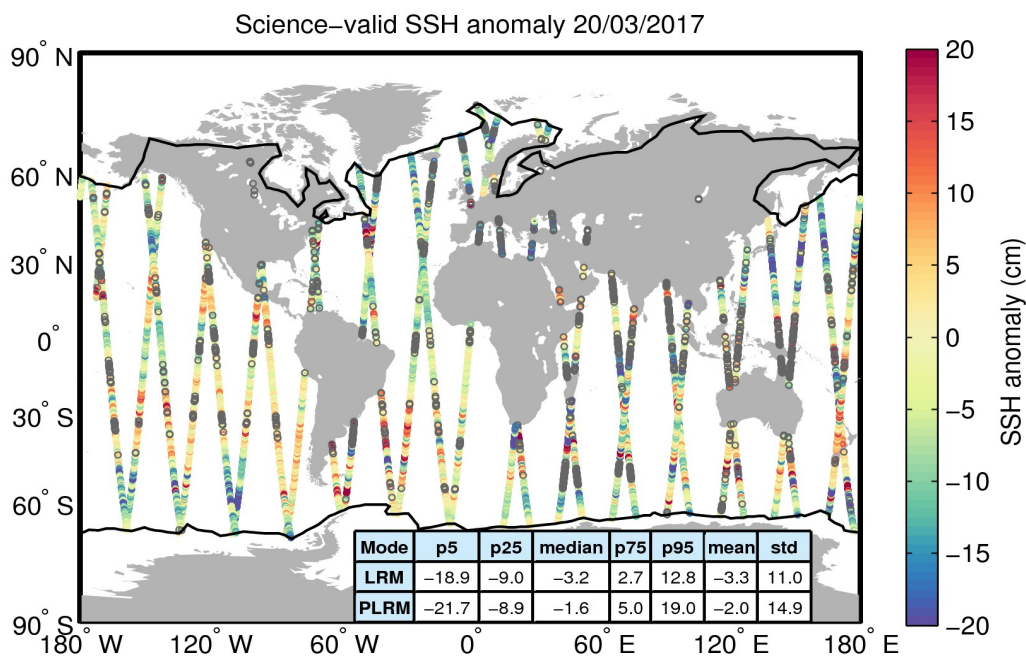 Science−valid SSH anomaly 20/03/2017
90° N
60° N
30° N
0°
30° S
60° S
90° S
180° W
120° W
60° W
0°
60° E
120° E
180° E
20
15
10
5
0
−5
−10
−15
−20
SSH anomaly (cm)
Mode p5 p25 median p75 p95 mean std
LRM −18.9 −9.0 −3.2 2.7 12.8 −3.3 11.0
PLRM −21.7 −8.9 −1.6 5.0 19.0 −2.0 14.9